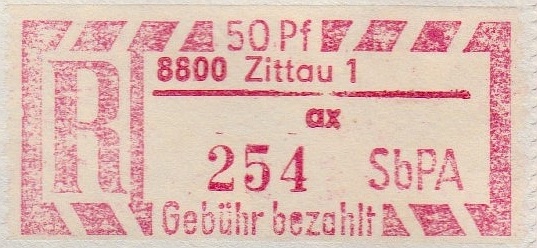 50 Pf
8800 Zittau 1
ax
R
254 SbPA
Gebühr bezahlt